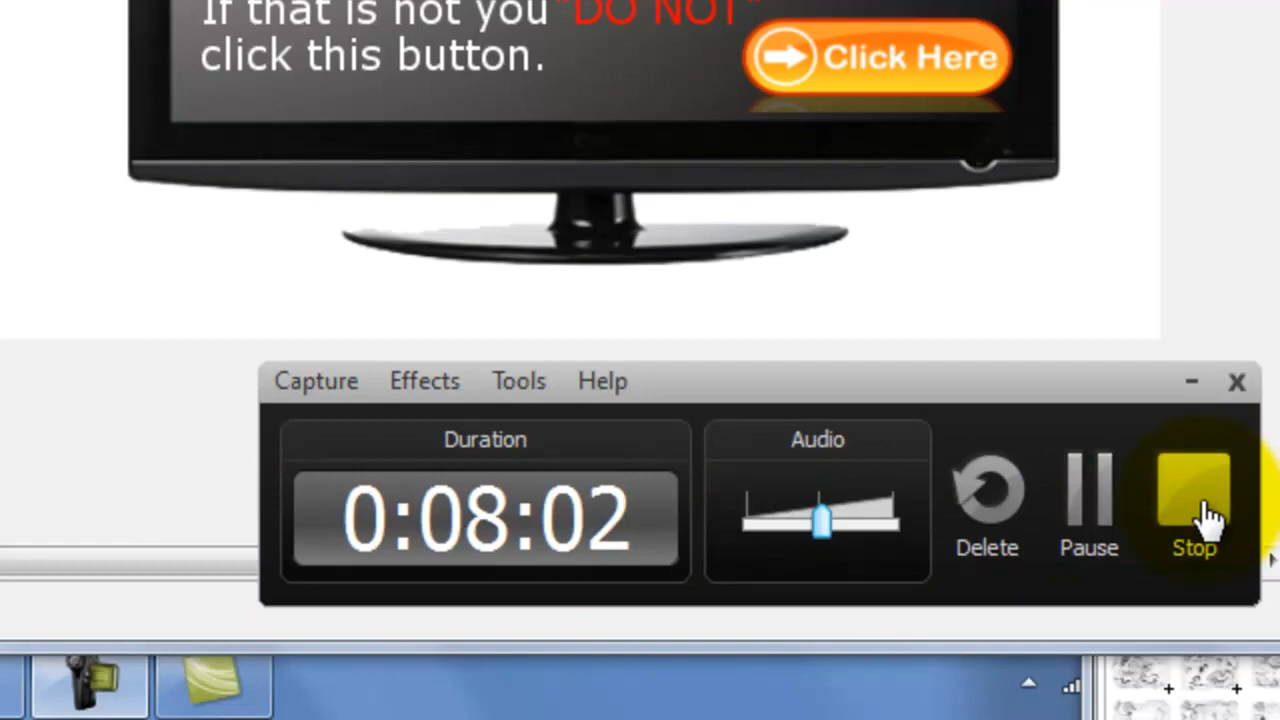 If that is not you "DO NOT"
click this button.
Click Here
Capture Effects Tools Help
Duration
Audio
0:08:02
Delete
Pause
Stop